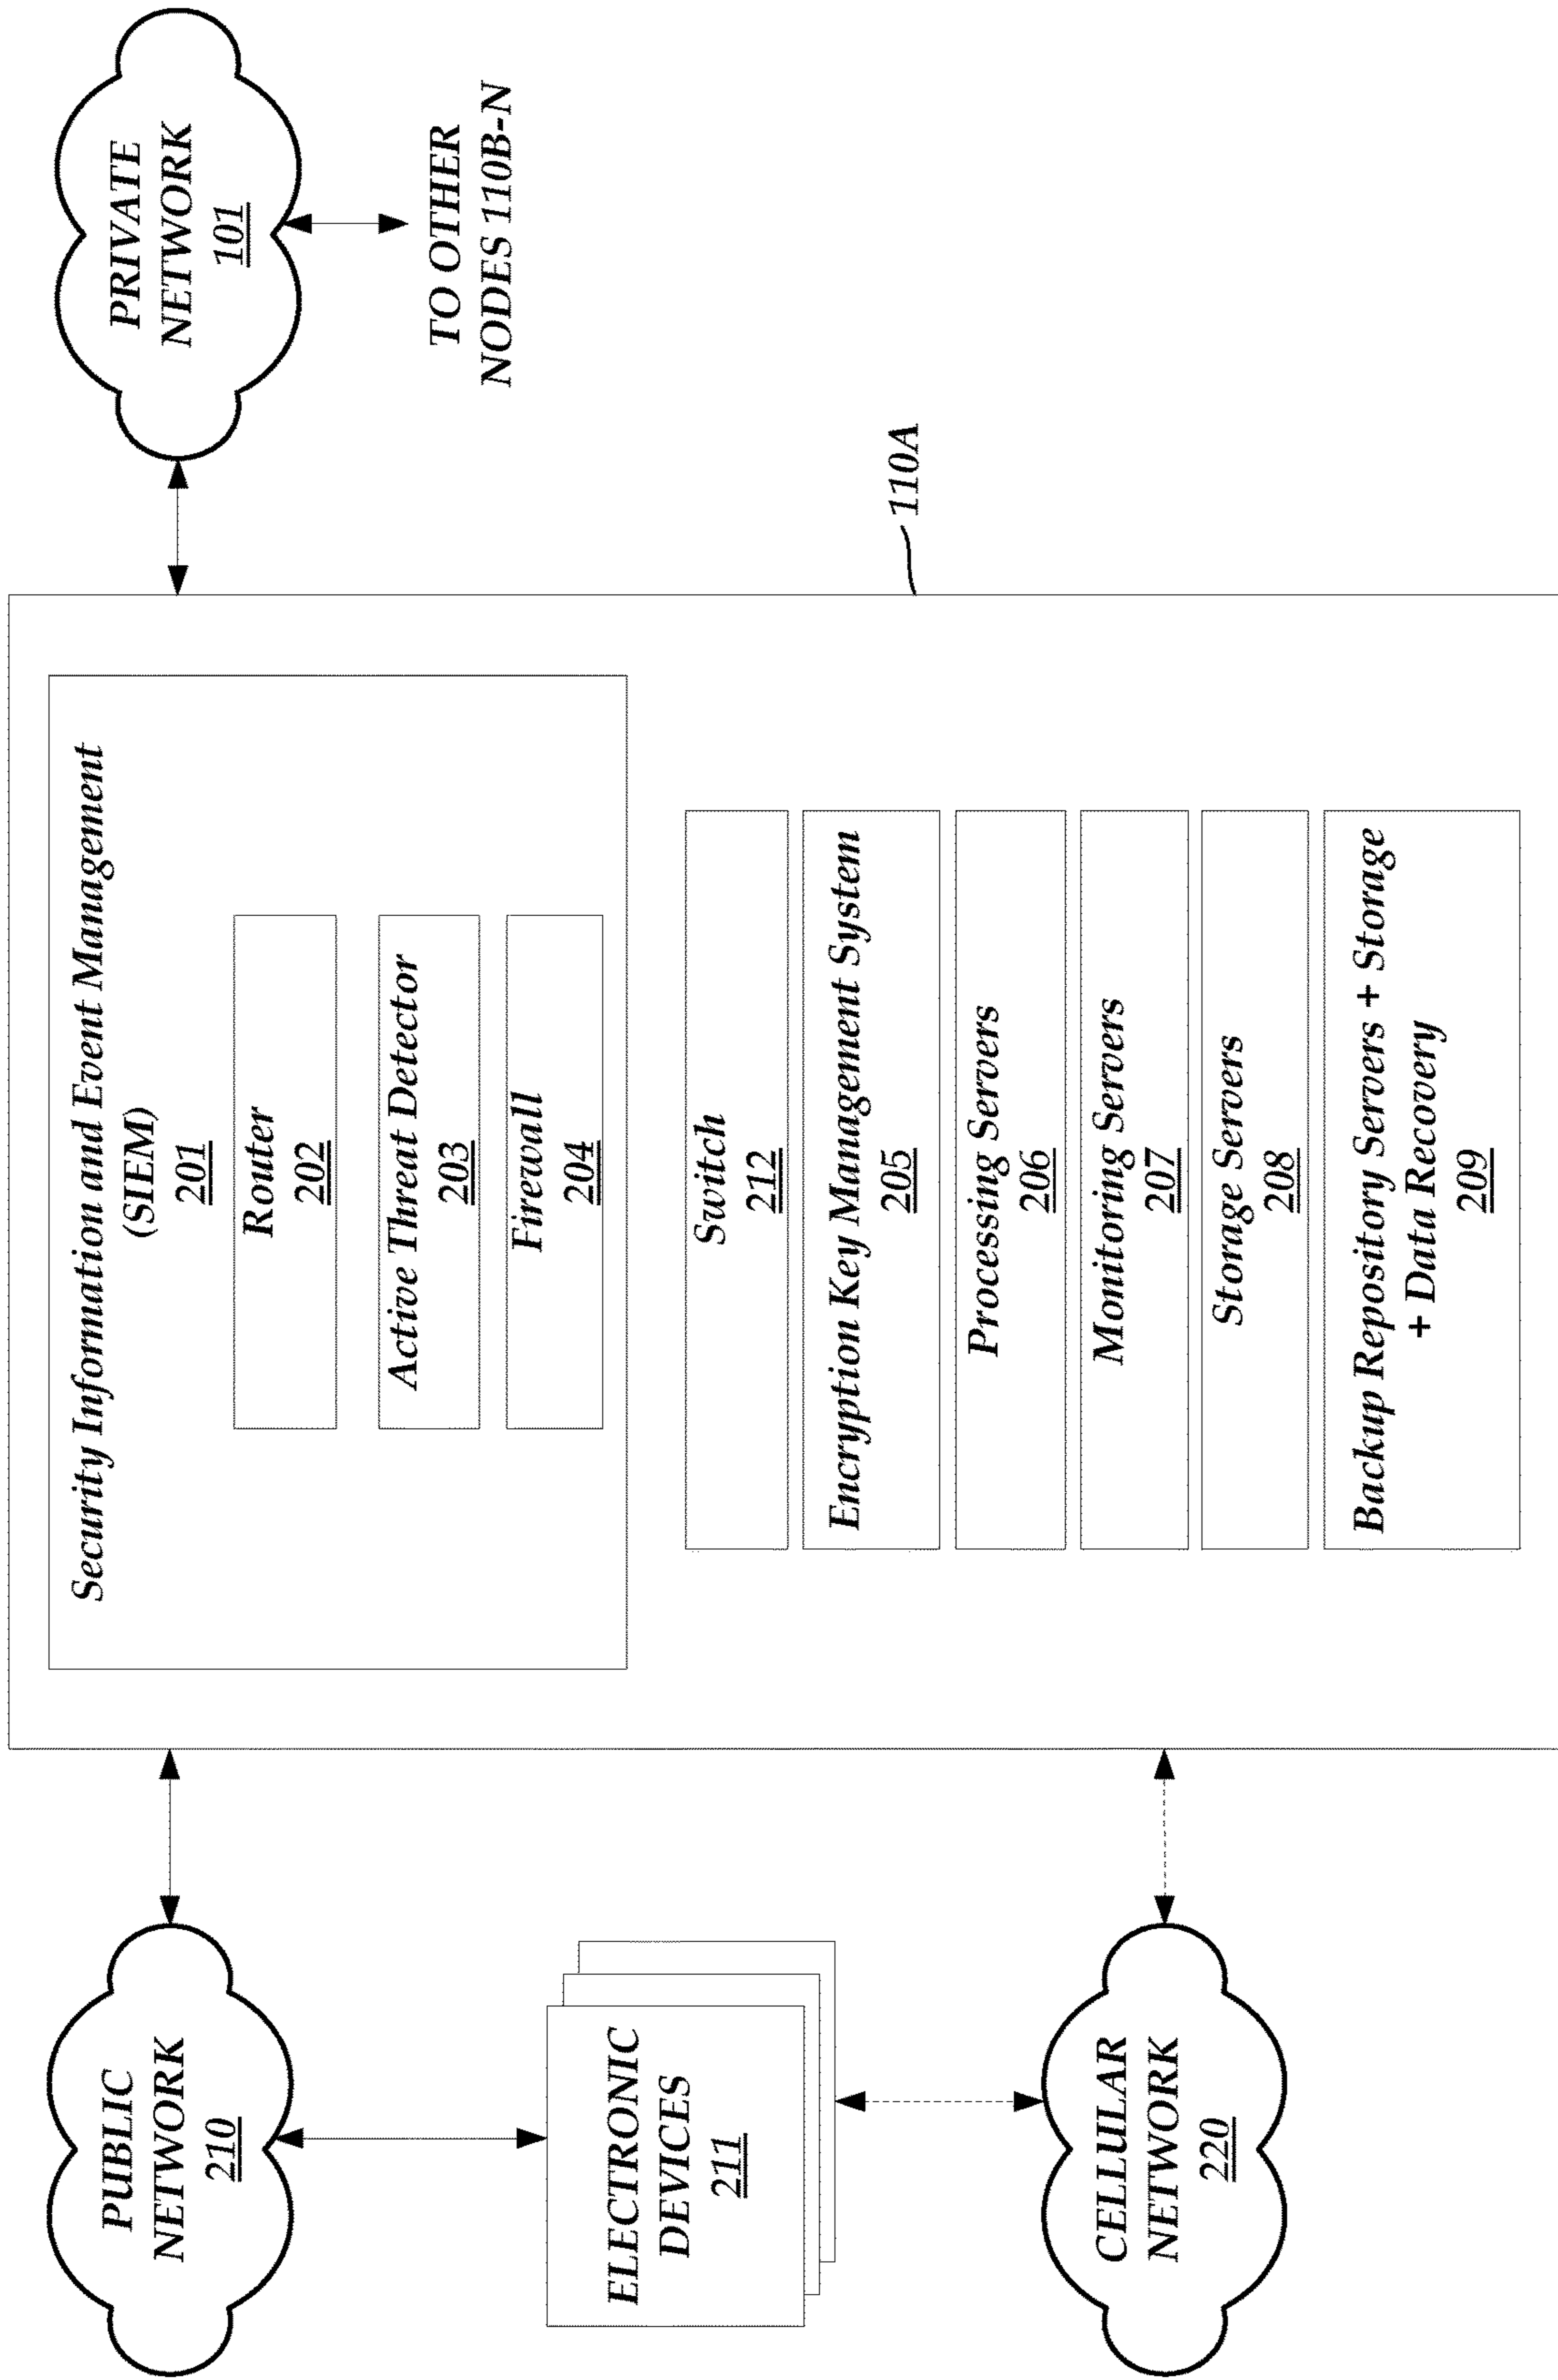 PUBLIC
NETWORK
210
ELECTRONIC
DEVICES
211
CELLULAR
NETWORK
220
Security Information and Event Management
(SIEM)
201
Router
202
Active Threat Detector
203
Firewall
204
Switch
212
Encryption Key Management System
205
Processing Servers
206
Monitoring Servers
207
Storage Servers
208
Backup Repository Servers + Storage
+ Data Recovery
209
110A
PRIVATE
NETWORK
101
TO OTHER
NODES 110B-N